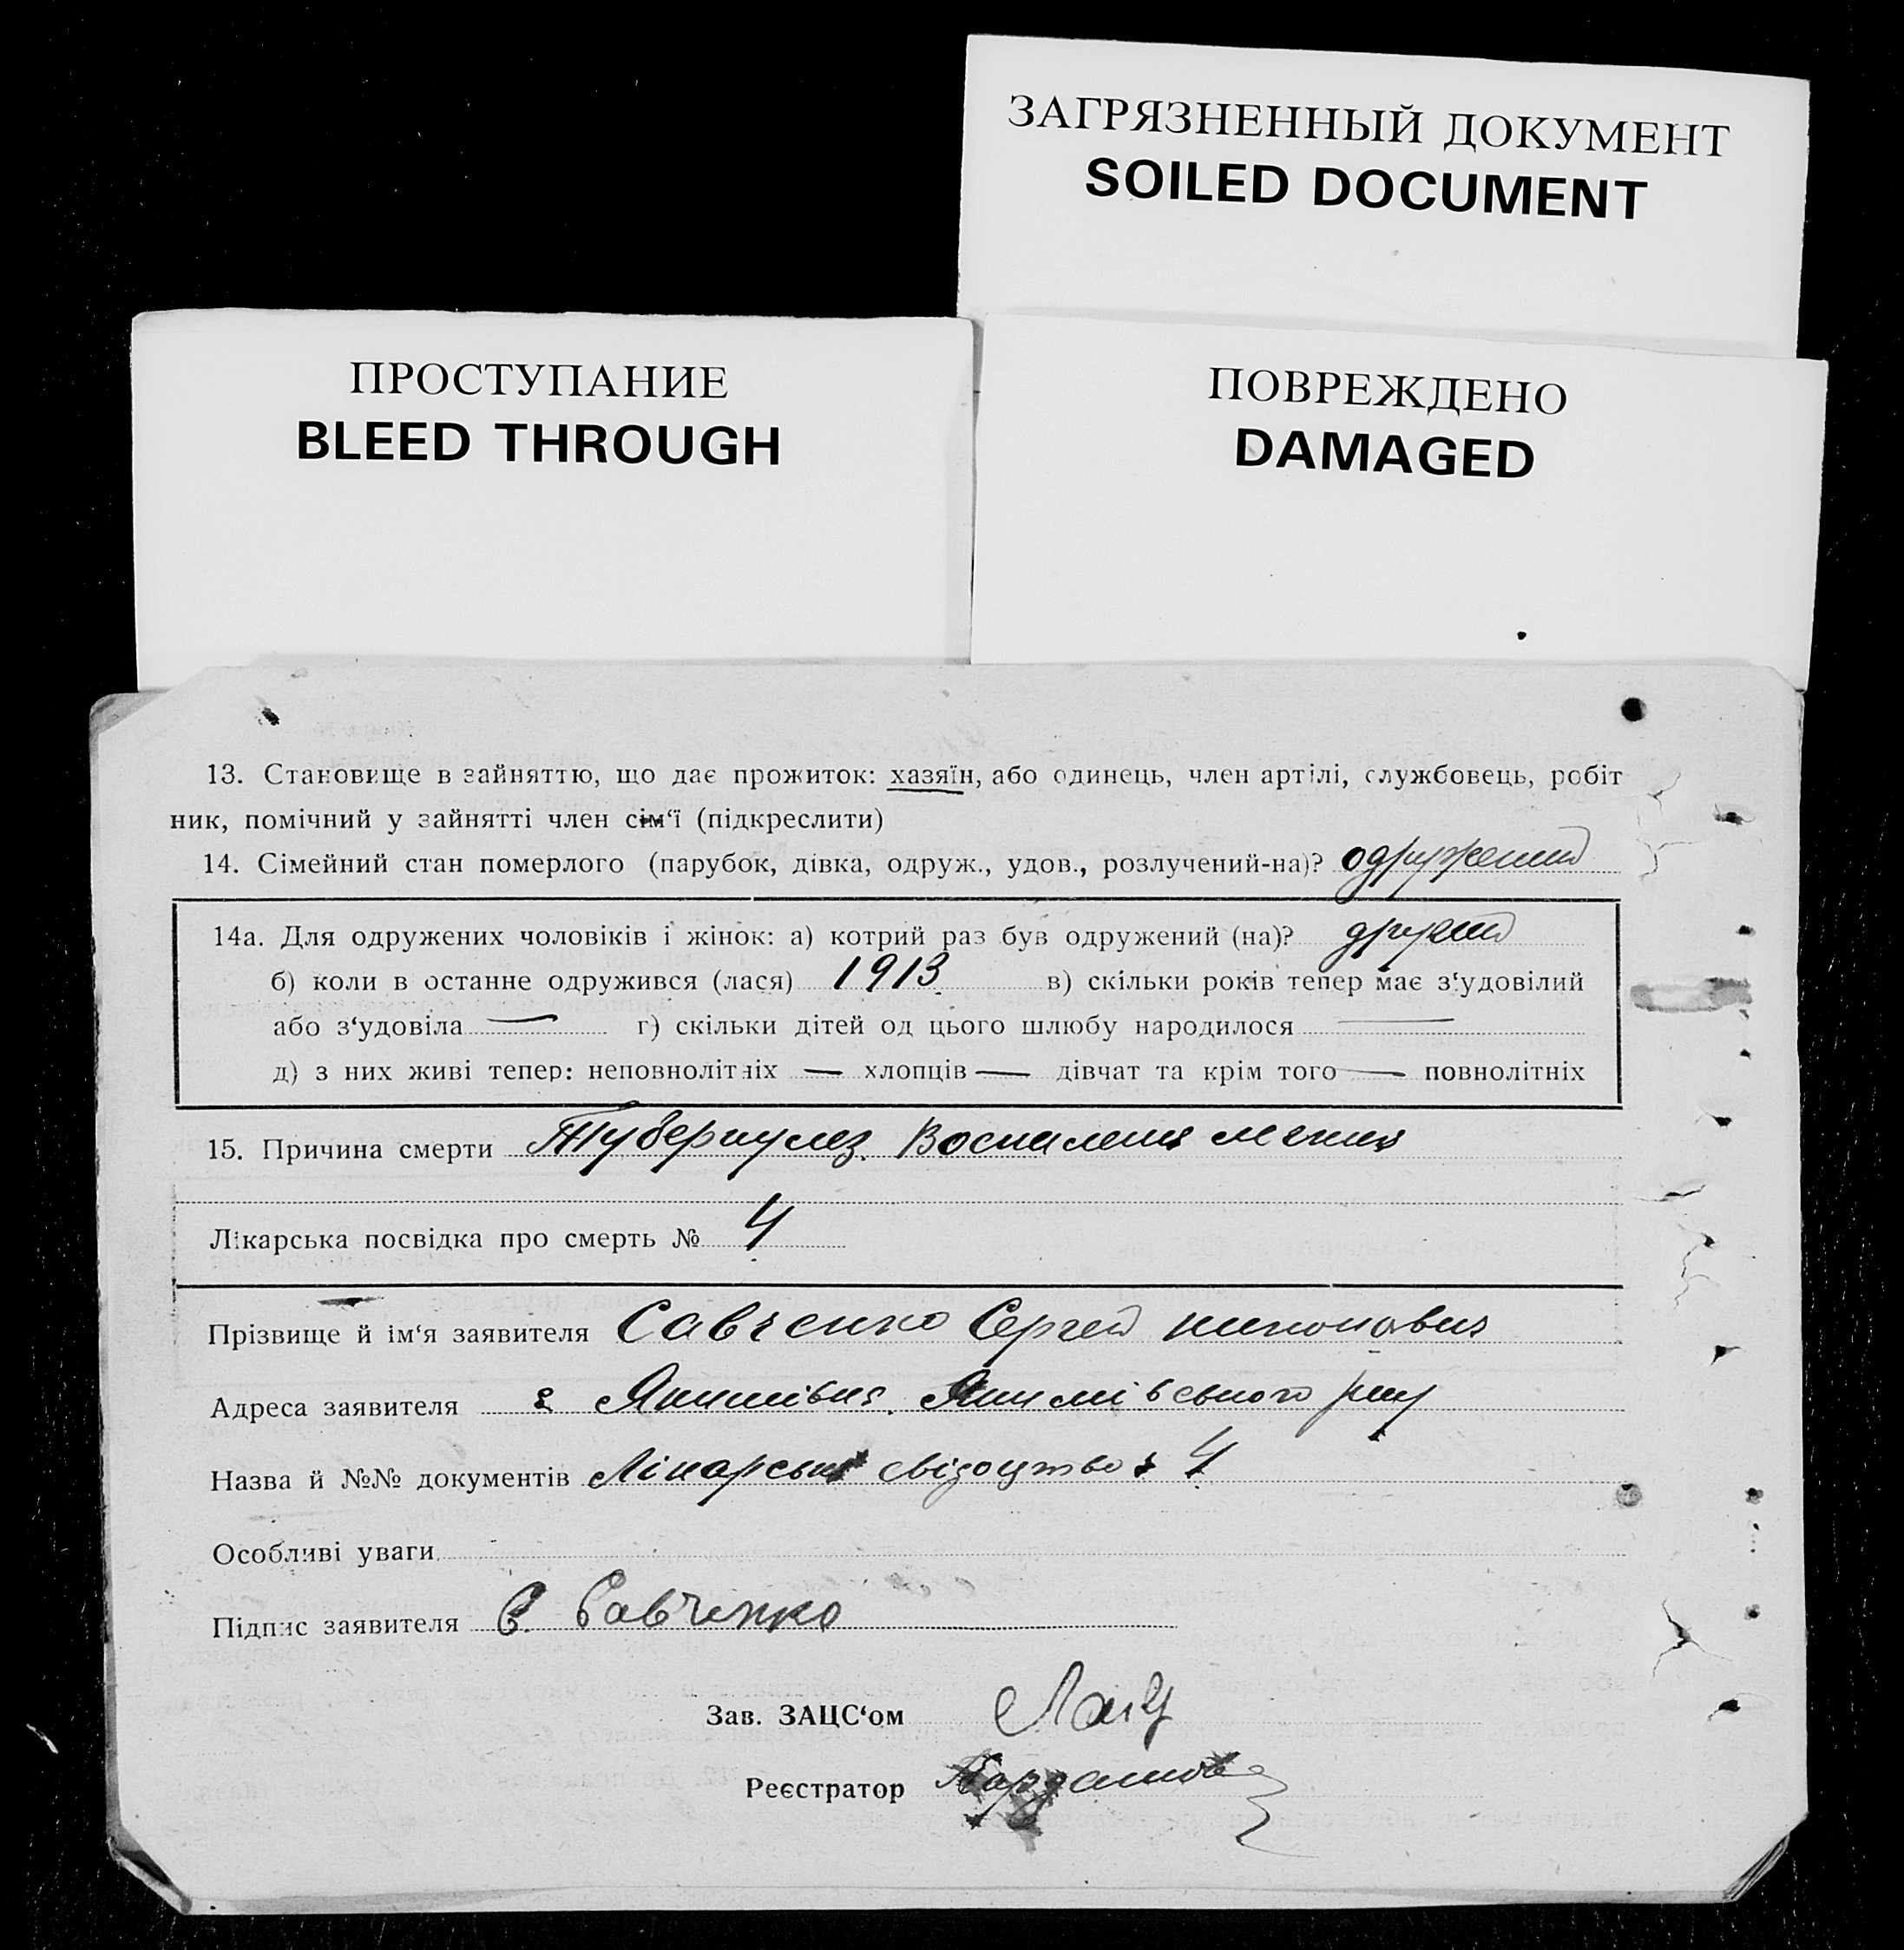 ЗАГРЯЗНЕННЫЙ ДОКУМЕНТ
SOILED DOCUMENT
ПРОСТУПАНИЕ
BLEED THROUGH
ПОВРЕЖДЕНО
DAMAGED
13. Становище в зайняттю, що дає прожиток: хазяїн, або одинець, член артілі, службовець, робіт
ник, помічний у зайнятті член сім‘ї (підкреслити)
14. Сімейний стан померлого (парубок, дівка, одруж., удов., розлучений-на)? одружений
14а. Для одружених чоловіків і жінок: а) котрий раз був одружений (на)? другий
б) коли в останне одружився (лася) 1913 в) скільки років тепер має з‘удовілий
або з‘удовіла — г) скільки дітей од цього шлюбу народилося —
д) з них живі тепер: неповнолітніх — хлопців — дівчат та крім того — повнолітніх
15. Причина смерти Туберкулез. Воспаления
Лікарська посвідка про смерть № 4
Прізвище й ім‘я заявителя Савченко Сергей
Адреса заявителя
Назва й №№ документів Лікарське свідоцтво 4
Особливі уваги
Підпис заявителя С. Савченко
Зав. ЗАЦС‘ом
Реєстратор